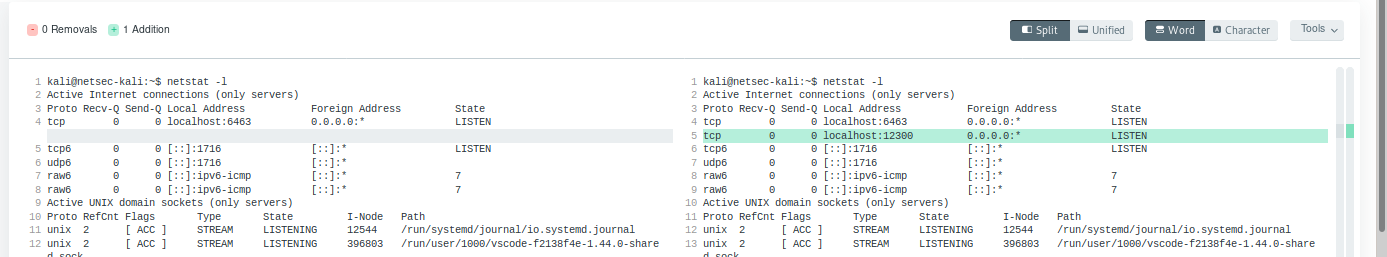 - 0 Removals + 1 Addition Split Unified Word A Character Tools
1 kali@netsec-kali:~$ netstat -l
2 Active Internet connections (only servers)
3 Proto Recv-Q Send-Q Local Address Foreign Address State
4 tcp 0 0 localhost:6463 0.0.0.0:* LISTEN
5 tcp6 0 0 [::]:1716 [::]:* LISTEN
6 udp6 0 0 [::]:1716 [::]:*
7 raw6 0 0 [::]:ipv6-icmp [::]:* 7
8 raw6 0 0 [::]:ipv6-icmp [::]:* 7
9 Active UNIX domain sockets (only servers)
10 Proto RefCnt Flags Type State I-Node Path
11 unix 2 [ ACC ] STREAM LISTENING 12544 /run/systemd/journal/io.systemd.journal
12 unix 2 [ ACC ] STREAM LISTENING 396803 /run/user/1000/vscode-f2138f4e-1.44.0-share
d.sock
1 kali@netsec-kali:~$ netstat -l
2 Active Internet connections (only servers)
3 Proto Recv-Q Send-Q Local Address Foreign Address State
4 tcp 0 0 localhost:6463 0.0.0.0:* LISTEN
5 tcp 0 0 localhost:12300 0.0.0.0:* LISTEN
6 tcp6 0 0 [::]:1716 [::]:* LISTEN
7 udp6 0 0 [::]:1716 [::]:*
8 raw6 0 0 [::]:ipv6-icmp [::]:* 7
9 raw6 0 0 [::]:ipv6-icmp [::]:* 7
10 Active UNIX domain sockets (only servers)
11 Proto RefCnt Flags Type State I-Node Path
12 unix 2 [ ACC ] STREAM LISTENING 12544 /run/systemd/journal/io.systemd.journal
13 unix 2 [ ACC ] STREAM LISTENING 396803 /run/user/1000/vscode-f2138f4e-1.44.0-share
d.sock